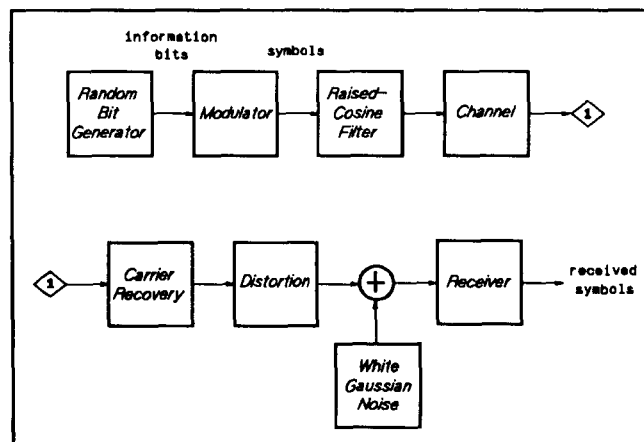 information
bits
symbols
Random
Bit
Generator
Modulator
Raised-
Cosine
Filter
Channel
1
1
Carrier
Recovery
Distortion
+
Receiver
received
symbols
White
Gaussian
Noise